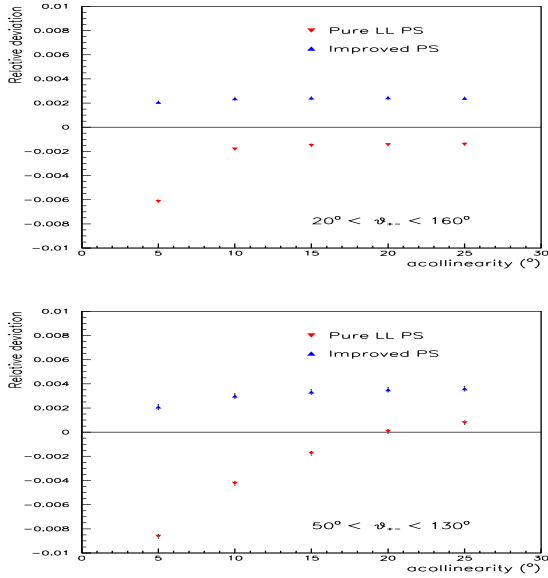 Relative deviation
0.01
0.008
0.006
0.004
0.002
0
−0.002
−0.004
−0.006
−0.008
−0.01
Pure LL PS
Improved PS
20° < ϑ+− < 160°
0 5 10 15 20 25 30
acollinearity (°)
Relative deviation
0.01
0.008
0.006
0.004
0.002
0
−0.002
−0.004
−0.006
−0.008
−0.01
Pure LL PS
Improved PS
50° < ϑ+− < 130°
0 5 10 15 20 25 30
acollinearity (°)